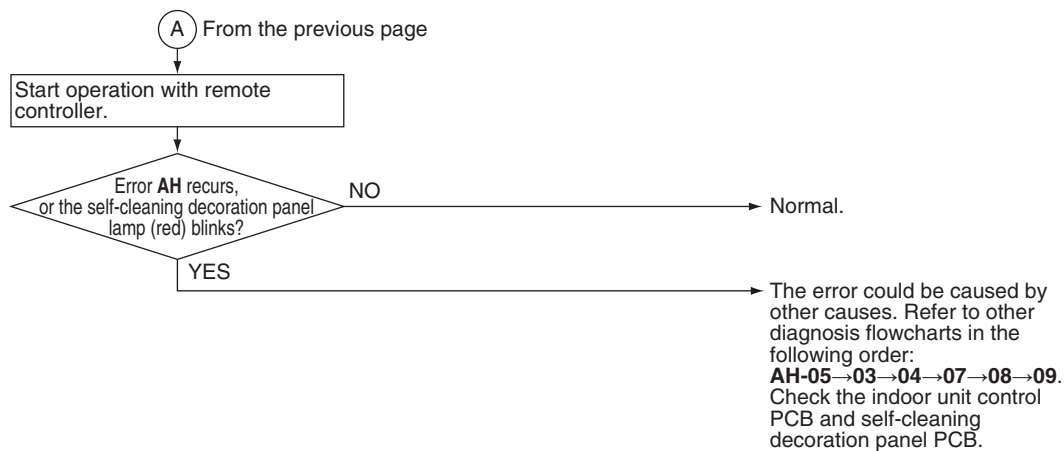 A From the previous page
Start operation with remote
controller.
Error AH recurs,
or the self-cleaning decoration panel
lamp (red) blinks?
NO
Normal.
YES
The error could be caused by
other causes. Refer to other
diagnosis flowcharts in the
following order:
AH-05→03→04→07→08→09.
Check the indoor unit control
PCB and self-cleaning
decoration panel PCB.